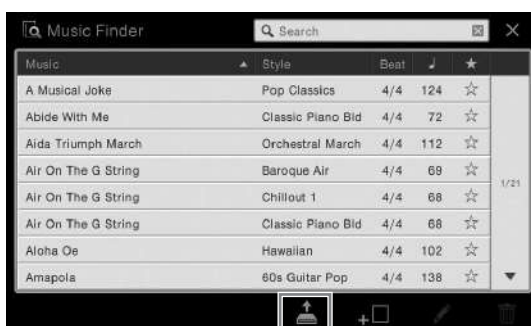 Music Finder Search
Music Style Beat
A Musical Joke Pop Classics 4/4 124
Abide With Me Classic Piano Bld 4/4 72
Aida Triumph March Orchestral March 4/4 112
Air On The G String Baroque Air 4/4 69
Air On The G String Chillout 1 4/4 68
Air On The G String Classic Piano Bld 4/4 68
Aloha Oe Hawaiian 4/4 102
Amapola 60s Guitar Pop 4/4 138
1/21